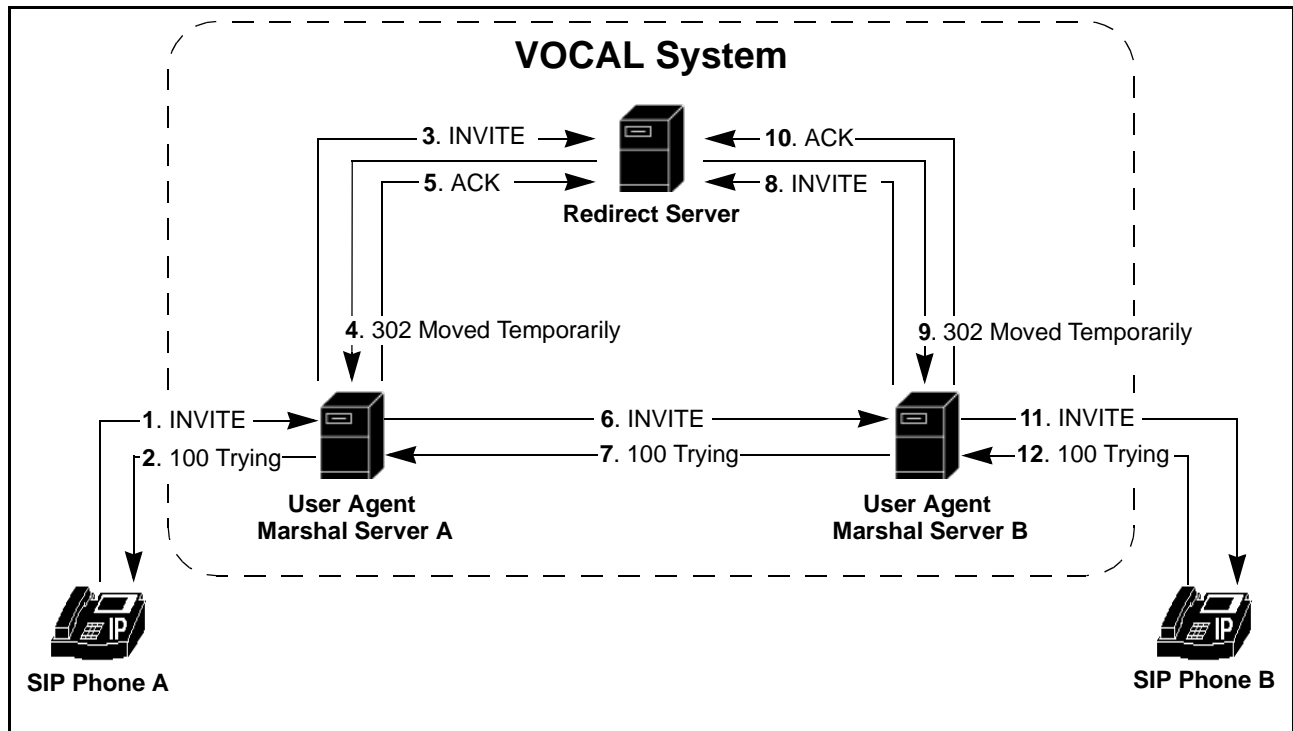 VOCAL System
3. INVITE
10. ACK
5. ACK
8. INVITE
Redirect Server
4. 302 Moved Temporarily
9. 302 Moved Temporarily
1. INVITE
6. INVITE
11. INVITE
2. 100 Trying
7. 100 Trying
12. 100 Trying
User Agent
Marshal Server A
User Agent
Marshal Server B
IP
IP
SIP Phone A
SIP Phone B